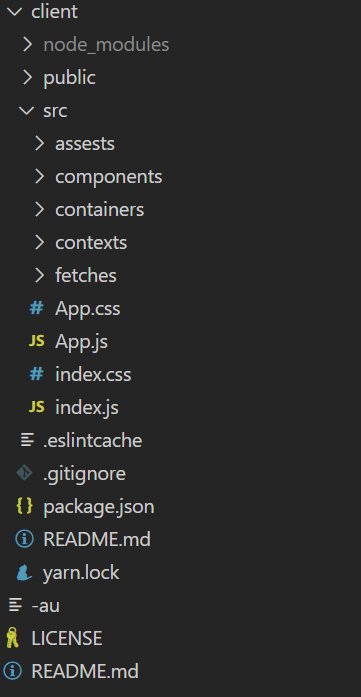 client
node_modules
public
src
assests
components
containers
contexts
fetches
# App.css
JS App.js
# index.css
JS index.js
.eslintcache
.gitignore
{} package.json
README.md
yarn.lock
-au
LICENSE
README.md